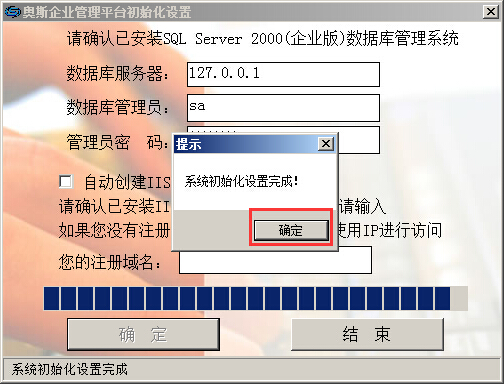 奥斯企业管理平台初始化设置
请确认已安装SQL Server 2000(企业版)数据库管理系统
数据库服务器： 127.0.0.1
数据库管理员： sa
管理员密 码：
提示
系统初始化设置完成!
确定
自动创建IIS
请确认已安装II 请输入
如果您没有注册 使用IP进行访问
您的注册域名：
确 定 结 束
系统初始化设置完成